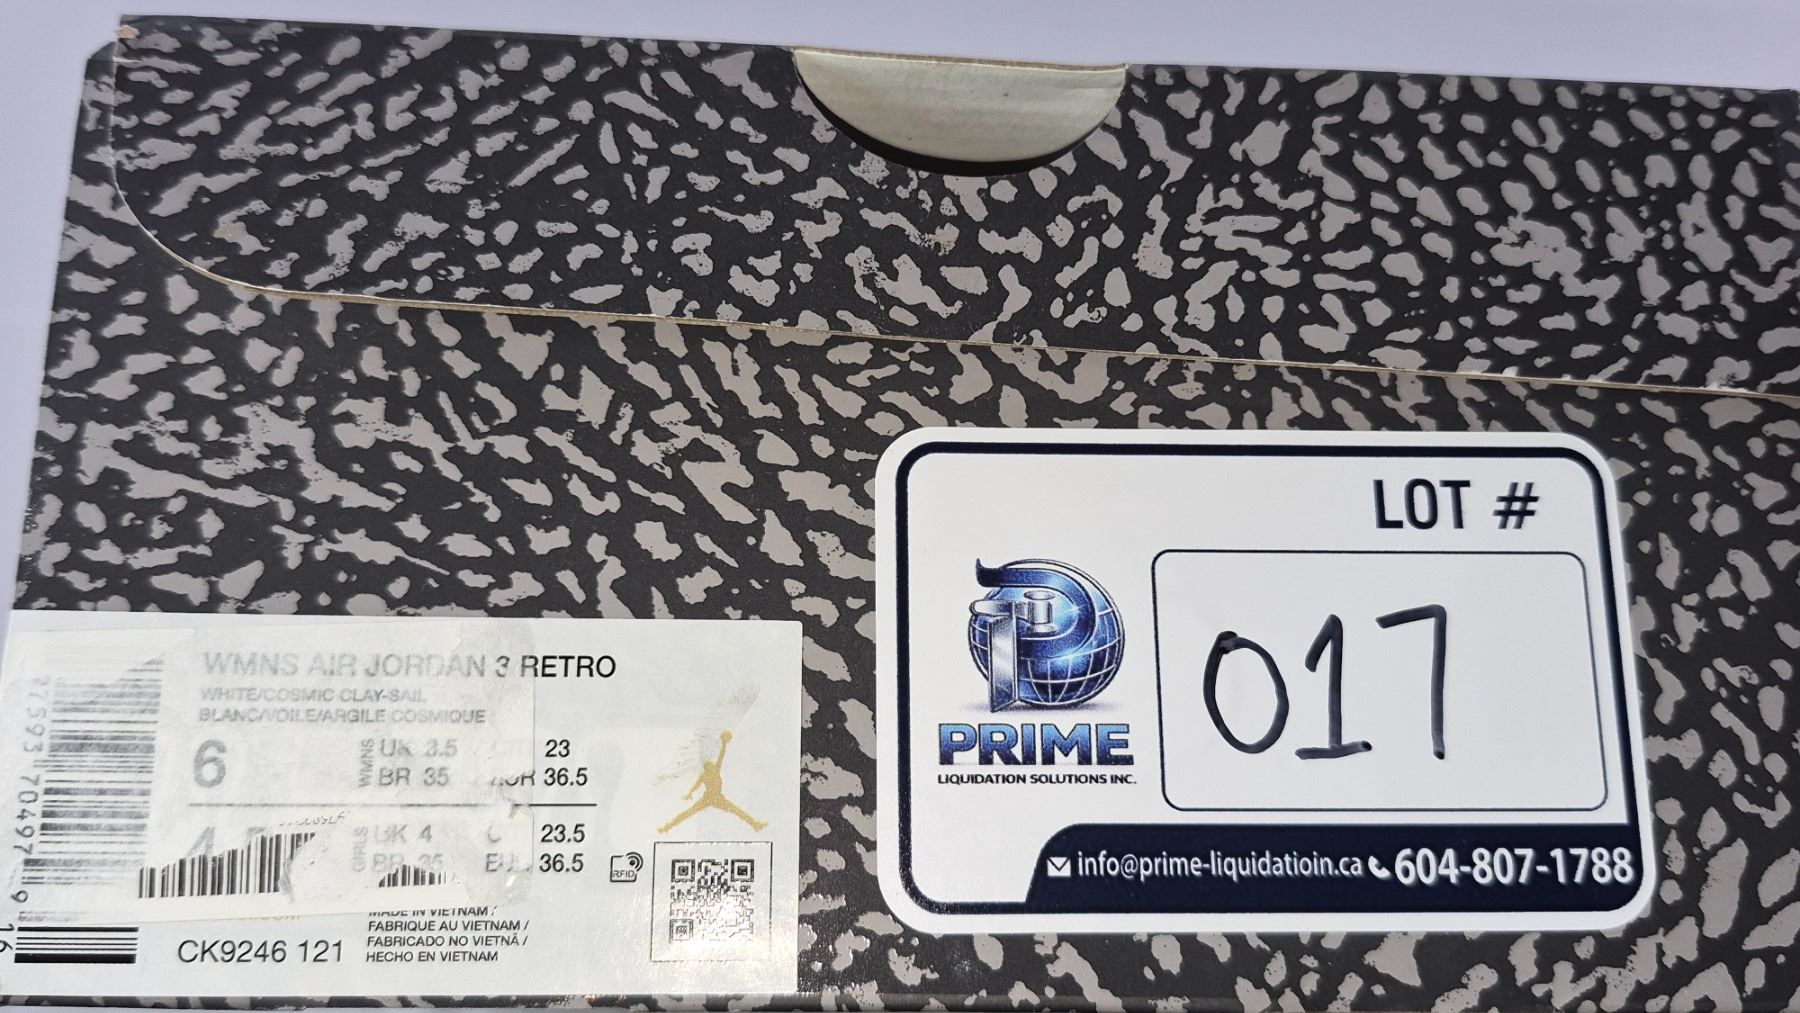 LOT #
017
PRIME
LIQUIDATION SOLUTIONS INC.
info@prime-liquidatioin.ca 604-807-1788
WMNS AIR JORDAN 3 RETRO
WHITE/COSMIC CLAY-SAIL
BLANC/VOILE/ARGILE COSMIQUE
6 WMNS UK 3.5 23
BR 35 36.5
GIRLS UK 4 23.5
BR 35 36.5
RFID
MADE IN VIETNAM /
FABRIQUE AU VIETNAM /
FABRICADO NO VIETNÃ /
HECHO EN VIETNAM
CK9246 121